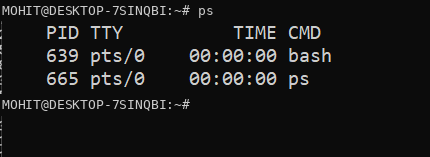 MOHIT@DESKTOP-7SINQBI:~# ps
PID TTY TIME CMD
639 pts/0 00:00:00 bash
665 pts/0 00:00:00 ps
MOHIT@DESKTOP-7SINQBI:~#